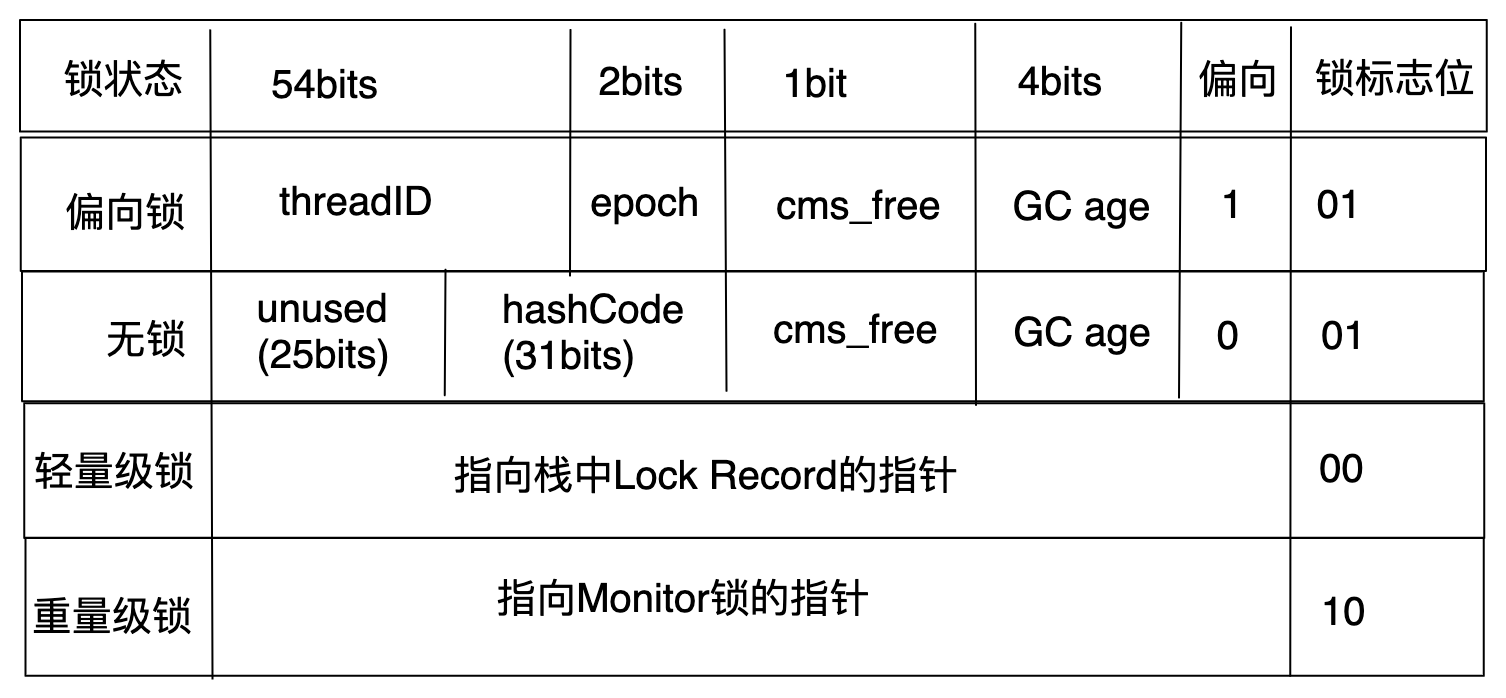 锁状态 54bits 2bits 1bit 4bits 偏向 锁标志位
偏向锁 threadID epoch cms_free GC age 1 01
无锁 unused (25bits) hashCode (31bits) cms_free GC age 0 01
轻量级锁 指向栈中Lock Record的指针 00
重量级锁 指向Monitor锁的指针 10